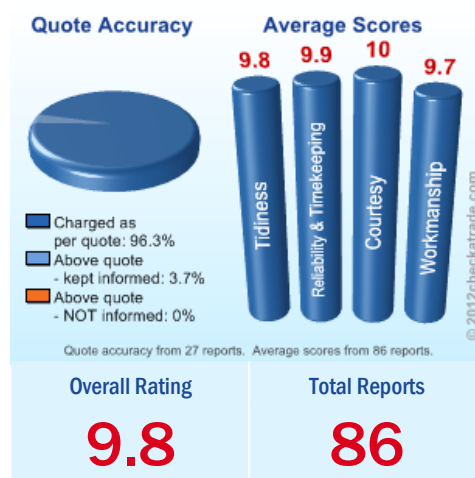 Quote Accuracy
Average Scores
9.8
9.9
10
9.7
Tidiness
Reliability & Timekeeping
Courtesy
Workmanship
Charged as
per quote: 96.3%
Above quote
- kept informed: 3.7%
Above quote
- NOT informed: 0%
© 2012checkatrade.com
Quote accuracy from 27 reports. Average scores from 86 reports.
Overall Rating
Total Reports
9.8
86